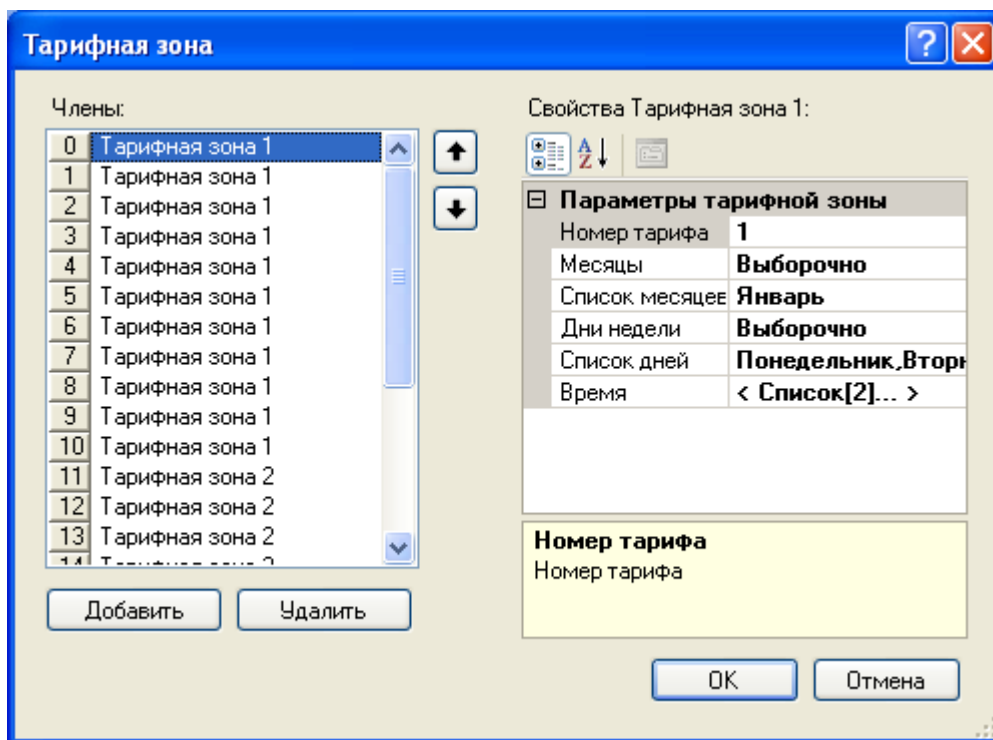 Тарифная зона
Члены:
0 Тарифная зона 1
1 Тарифная зона 1
2 Тарифная зона 1
3 Тарифная зона 1
4 Тарифная зона 1
5 Тарифная зона 1
6 Тарифная зона 1
7 Тарифная зона 1
8 Тарифная зона 1
9 Тарифная зона 1
10 Тарифная зона 1
11 Тарифная зона 2
12 Тарифная зона 2
13 Тарифная зона 2
Добавить Удалить
Свойства Тарифная зона 1:
Параметры тарифной зоны
Номер тарифа 1
Месяцы Выборочно
Список месяцев Январь
Дни недели Выборочно
Список дней Понедельник,Вторн
Время < Список[2]... >
Номер тарифа
Номер тарифа
OK Отмена